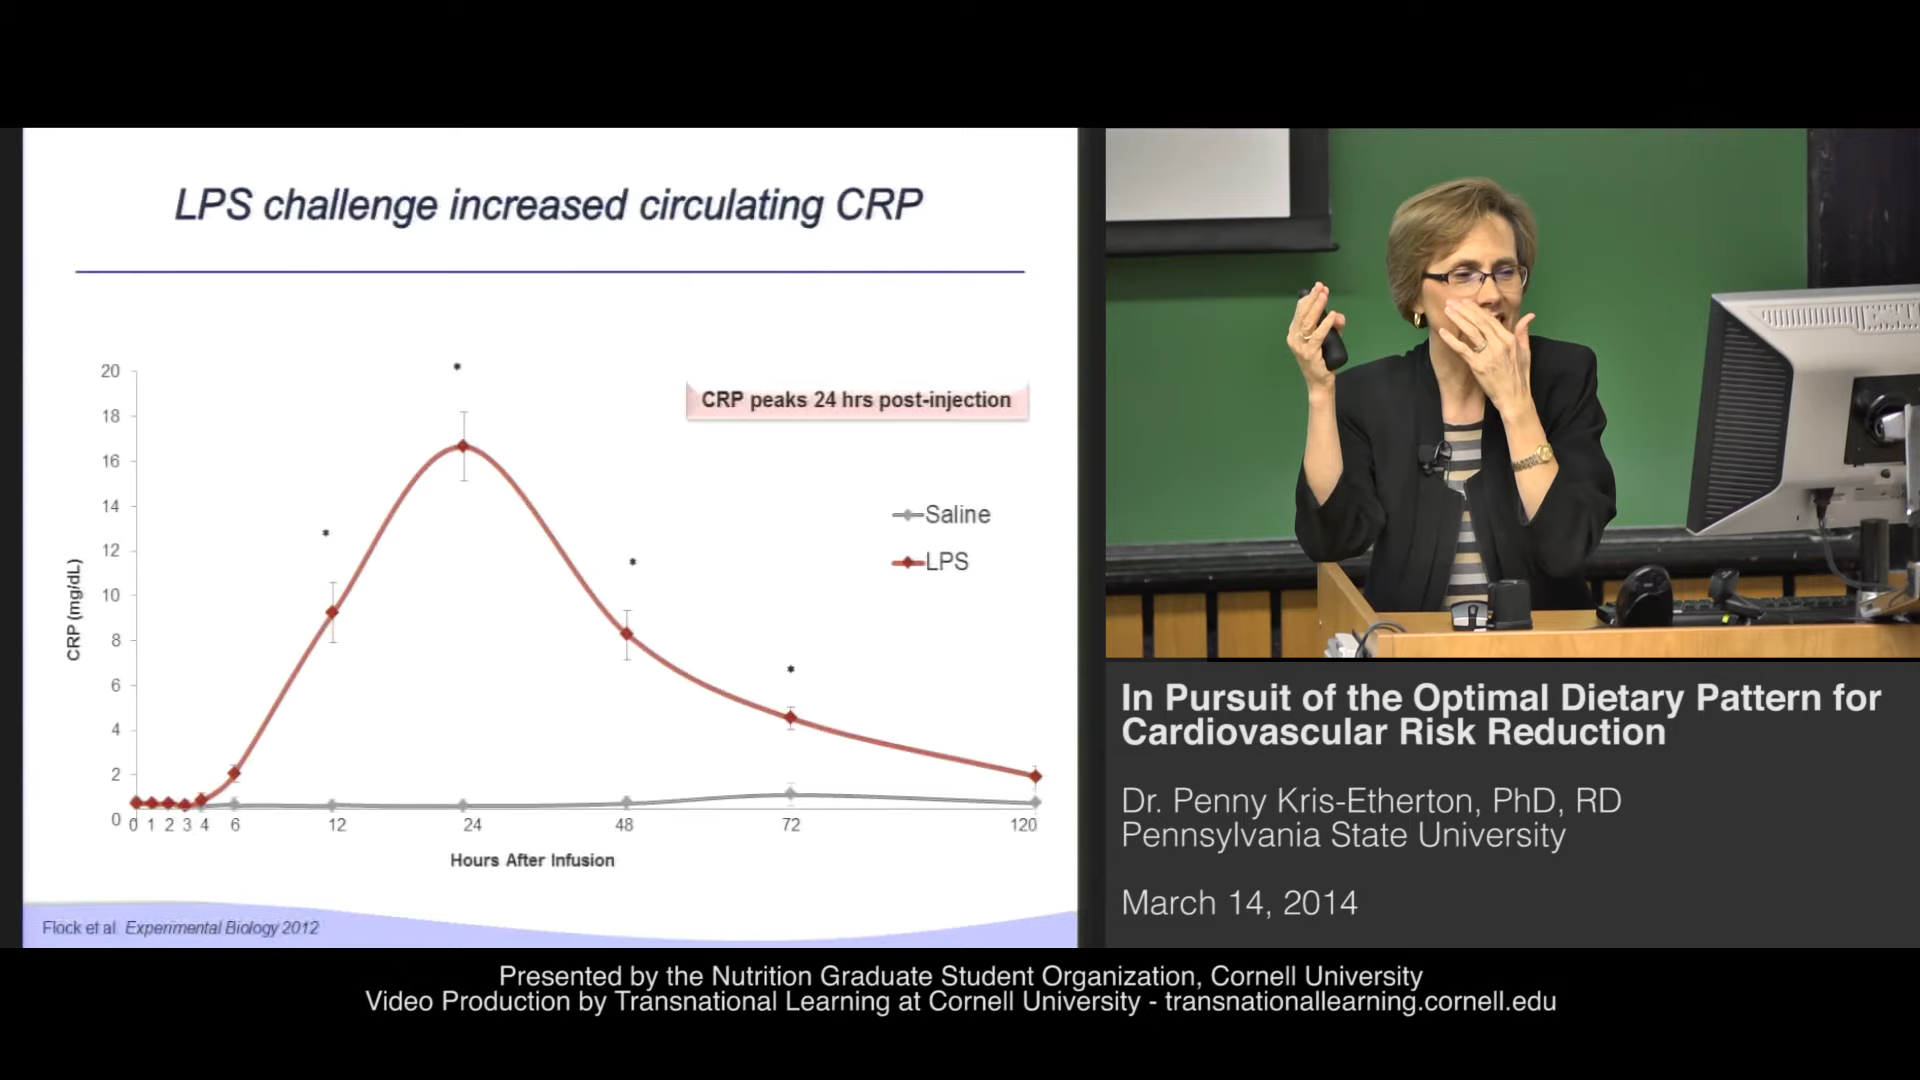 LPS challenge increased circulating CRP
CRP peaks 24 hrs post-injection
20
18
16
14
12
10
8
6
4
2
0
CRP (mg/dL)
*
*
*
*
Saline
LPS
0 1 2 3 4 6 12 24 48 72 120
Hours After Infusion
Flock et al Experimental Biology 2012
In Pursuit of the Optimal Dietary Pattern for
Cardiovascular Risk Reduction
Dr. Penny Kris-Etherton, PhD, RD
Pennsylvania State University
March 14, 2014
Presented by the Nutrition Graduate Student Organization, Cornell University
Video Production by Transnational Learning at Cornell University - transnationallearning.cornell.edu